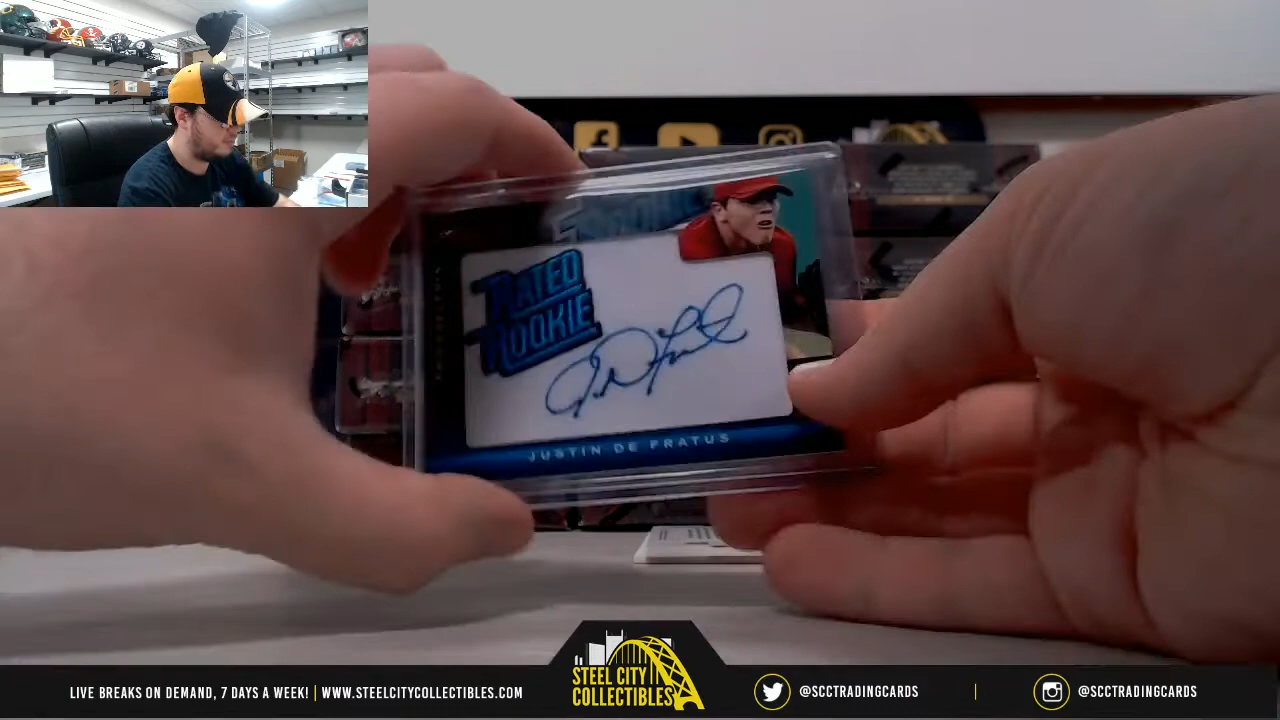 RATED
ROOKIE
JUSTIN DE FRATUS
LIVE BREAKS ON DEMAND, 7 DAYS A WEEK! | WWW.STEELCITYCOLLECTIBLES.COM
STEEL CITY
COLLECTIBLES
@SCCTRADINGCARDS
@SCCTRADINGCARDS